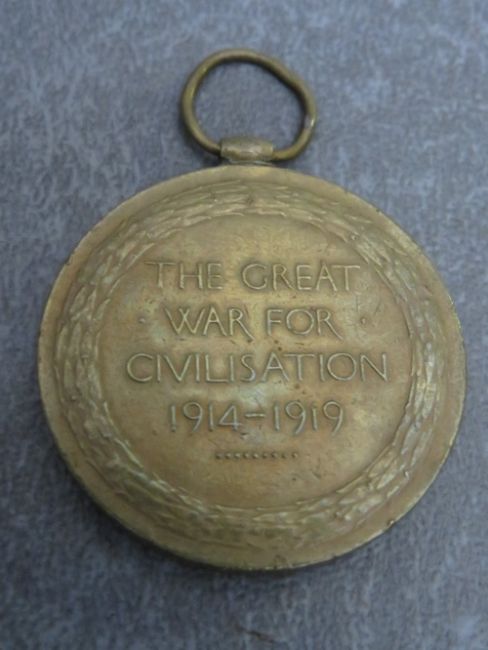 THE GREAT
· WAR FOR ·
CIVILISATION
1914-1919